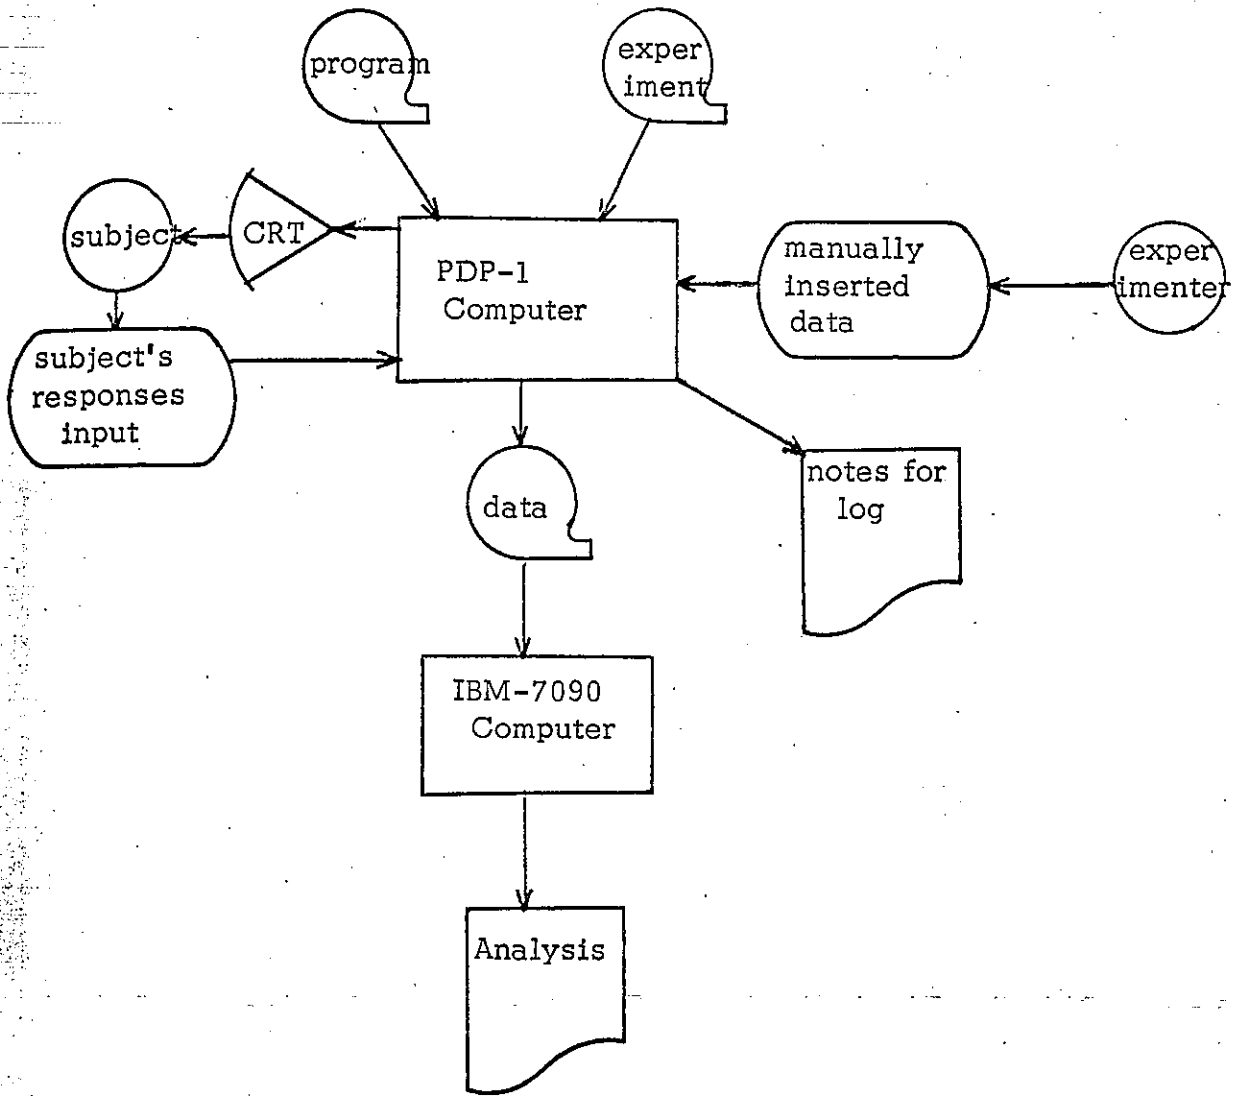 program
exper
iment
subject
CRT
PDP-1
Computer
manually
inserted
data
exper
imenter
subject's
responses
input
data
notes for
log
IBM-7090
Computer
Analysis